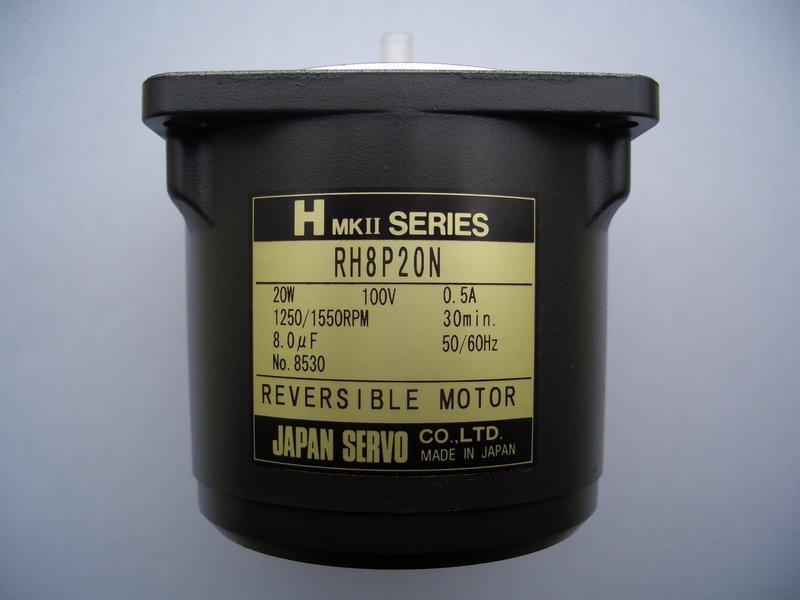 H MKII SERIES
RH8P20N
20W 100V 0.5A
1250/1550RPM 30min.
8.0μF 50/60Hz
No. 8530
REVERSIBLE MOTOR
JAPAN SERVO CO.,LTD.
MADE IN JAPAN